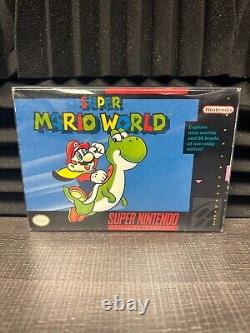 SUPER
MARIO WORLD
Nintendo
Explore
nine worlds
and 96 levels
of non-stop
action!
SUPER NINTENDO